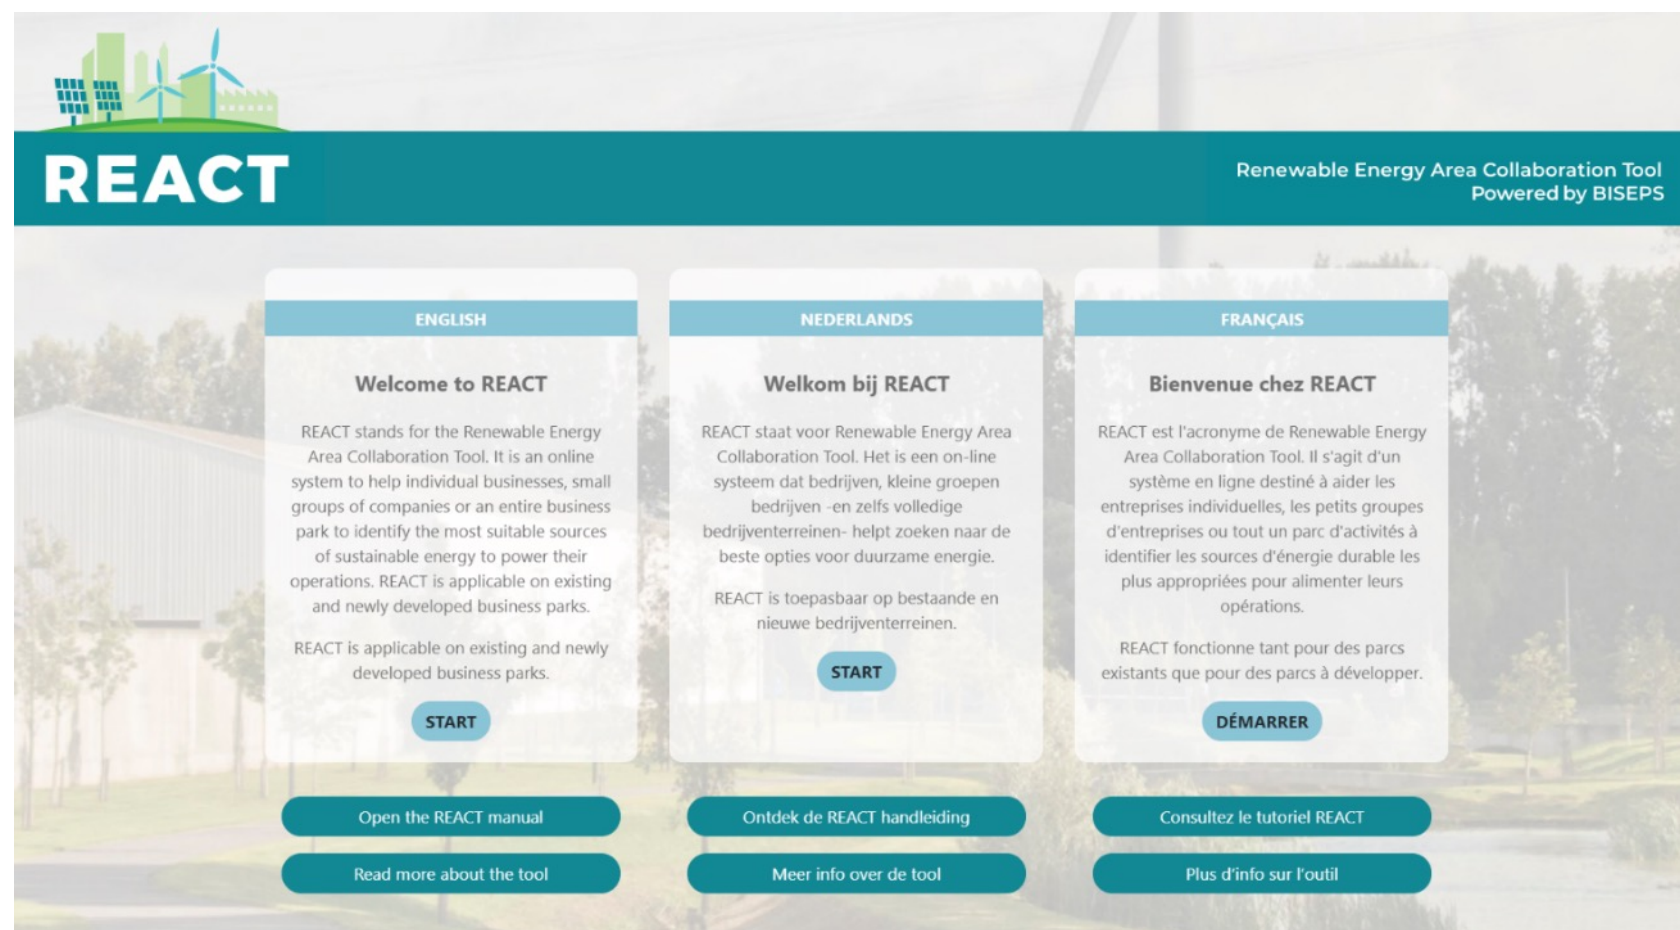 REACT
Renewable Energy Area Collaboration Tool
Powered by BISEPS
ENGLISH
Welcome to REACT
REACT stands for the Renewable Energy
Area Collaboration Tool. It is an online
system to help individual businesses, small
groups of companies or an entire business
park to identify the most suitable sources
of sustainable energy to power their
operations. REACT is applicable on existing
and newly developed business parks.
REACT is applicable on existing and newly
developed business parks.
START
Open the REACT manual
Read more about the tool
NEDERLANDS
Welkom bij REACT
REACT staat voor Renewable Energy Area
Collaboration Tool. Het is een on-line
systeem dat bedrijven, kleine groepen
bedrijven -en zelfs volledige
bedrijventerreinen- helpt zoeken naar de
beste opties voor duurzame energie.
REACT is toepasbaar op bestaande en
nieuwe bedrijventerreinen.
START
Ontdek de REACT handleiding
Meer info over de tool
FRANÇAIS
Bienvenue chez REACT
REACT est l'acronyme de Renewable Energy
Area Collaboration Tool. Il s'agit d'un
système en ligne destiné à aider les
entreprises individuelles, les petits groupes
d'entreprises ou tout un parc d'activités à
identifier les sources d'énergie durable les
plus appropriées pour alimenter leurs
opérations.
REACT fonctionne tant pour des parcs
existants que pour des parcs à développer.
DÉMARRER
Consultez le tutoriel REACT
Plus d'info sur l'outil